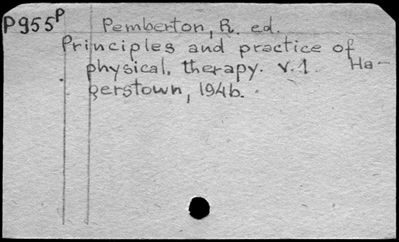 P955P Pemberton, R. ed.
Principles and practice of
physical. therapy. v.1. Ha-
gerstown, 1946.